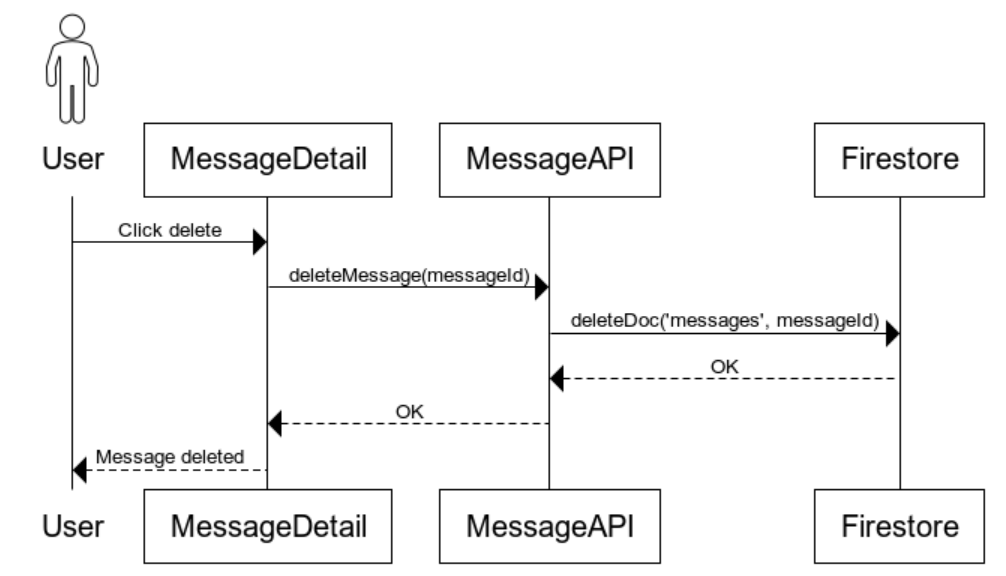 User
MessageDetail
MessageAPI
Firestore
Click delete
deleteMessage(messageId)
deleteDoc('messages', messageId)
OK
OK
Message deleted
User
MessageDetail
MessageAPI
Firestore